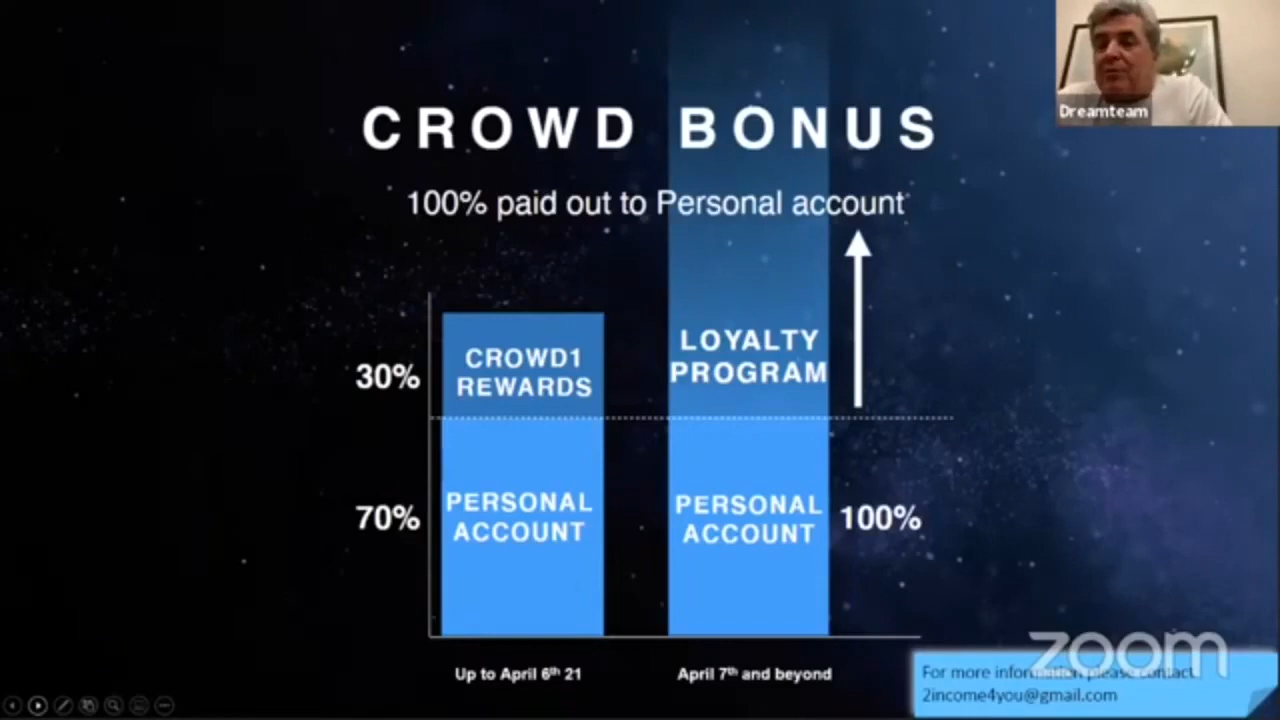 Dreamteam
CROWD BONUS
100% paid out to Personal account
30%
CROWD1
REWARDS
LOYALTY
PROGRAM
70%
PERSONAL
ACCOUNT
PERSONAL
ACCOUNT
100%
Up to April 6th 21
April 7th and beyond
zoom
For more information please contact
2income4you@gmail.com